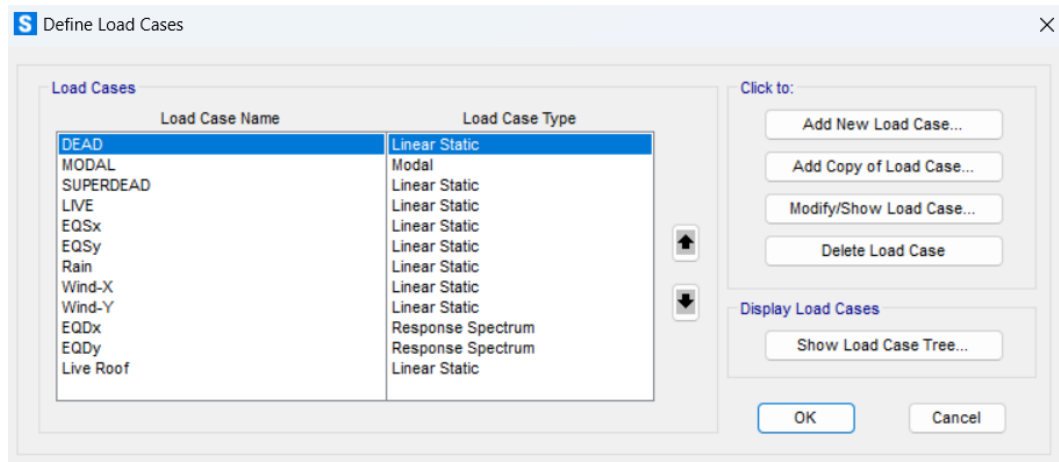 S Define Load Cases
Load Cases
Load Case Name Load Case Type
DEAD Linear Static
MODAL Modal
SUPERDEAD Linear Static
LIVE Linear Static
EQSx Linear Static
EQSy Linear Static
Rain Linear Static
Wind-X Linear Static
Wind-Y Linear Static
EQDx Response Spectrum
EQDy Response Spectrum
Live Roof Linear Static
Click to:
Add New Load Case...
Add Copy of Load Case...
Modify/Show Load Case...
Delete Load Case
Display Load Cases
Show Load Case Tree...
OK Cancel